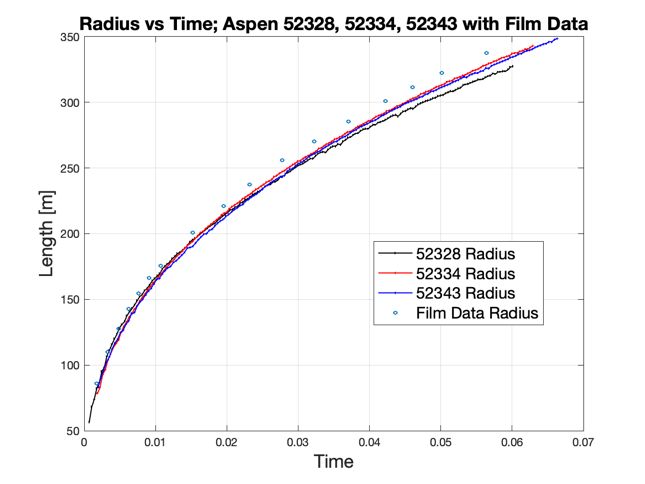 Radius vs Time; Aspen 52328, 52334, 52343 with Film Data
350
300
250
200
150
100
50
Length [m]
52328 Radius
52334 Radius
52343 Radius
Film Data Radius
0 0.01 0.02 0.03 0.04 0.05 0.06 0.07
Time